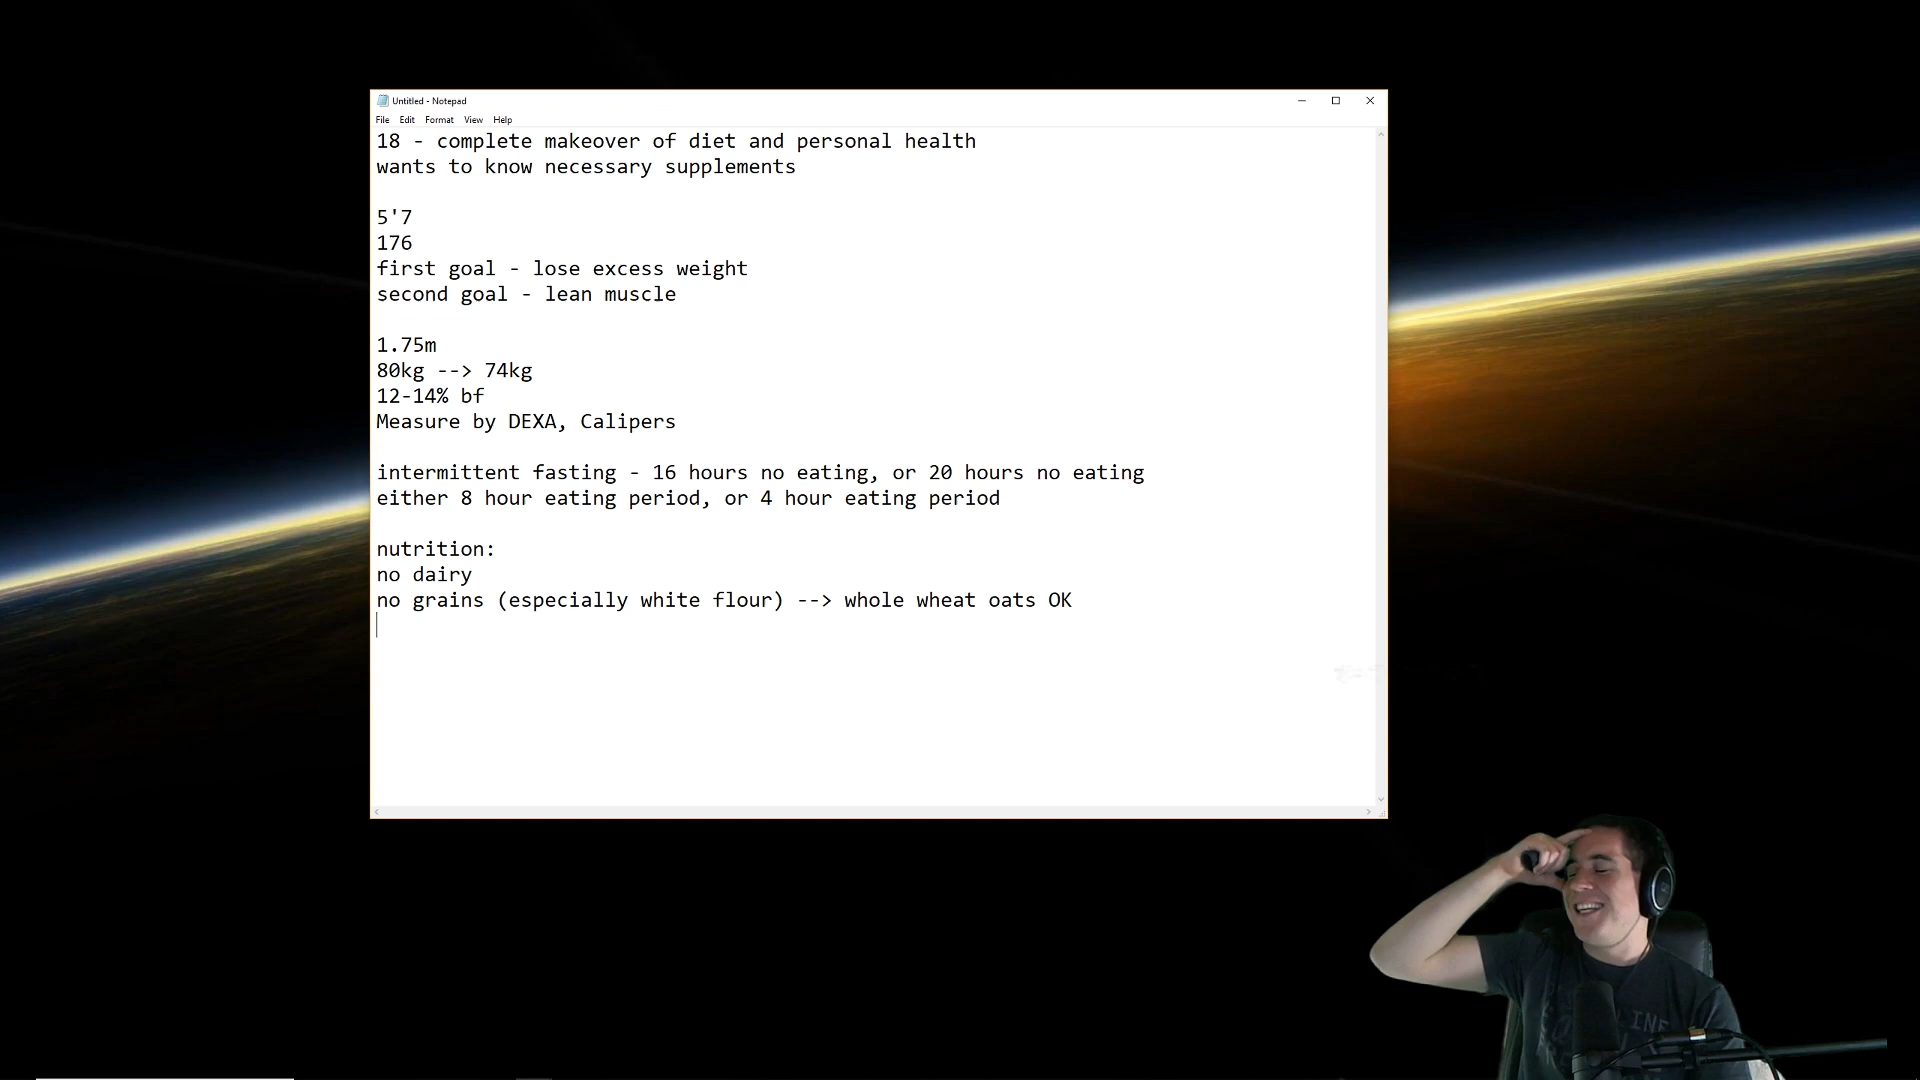 Untitled - Notepad
File Edit Format View Help
18 - complete makeover of diet and personal health
wants to know necessary supplements
5'7
176
first goal - lose excess weight
second goal - lean muscle
1.75m
80kg --> 74kg
12-14% bf
Measure by DEXA, Calipers
intermittent fasting - 16 hours no eating, or 20 hours no eating
either 8 hour eating period, or 4 hour eating period
nutrition:
no dairy
no grains (especially white flour) --> whole wheat oats OK